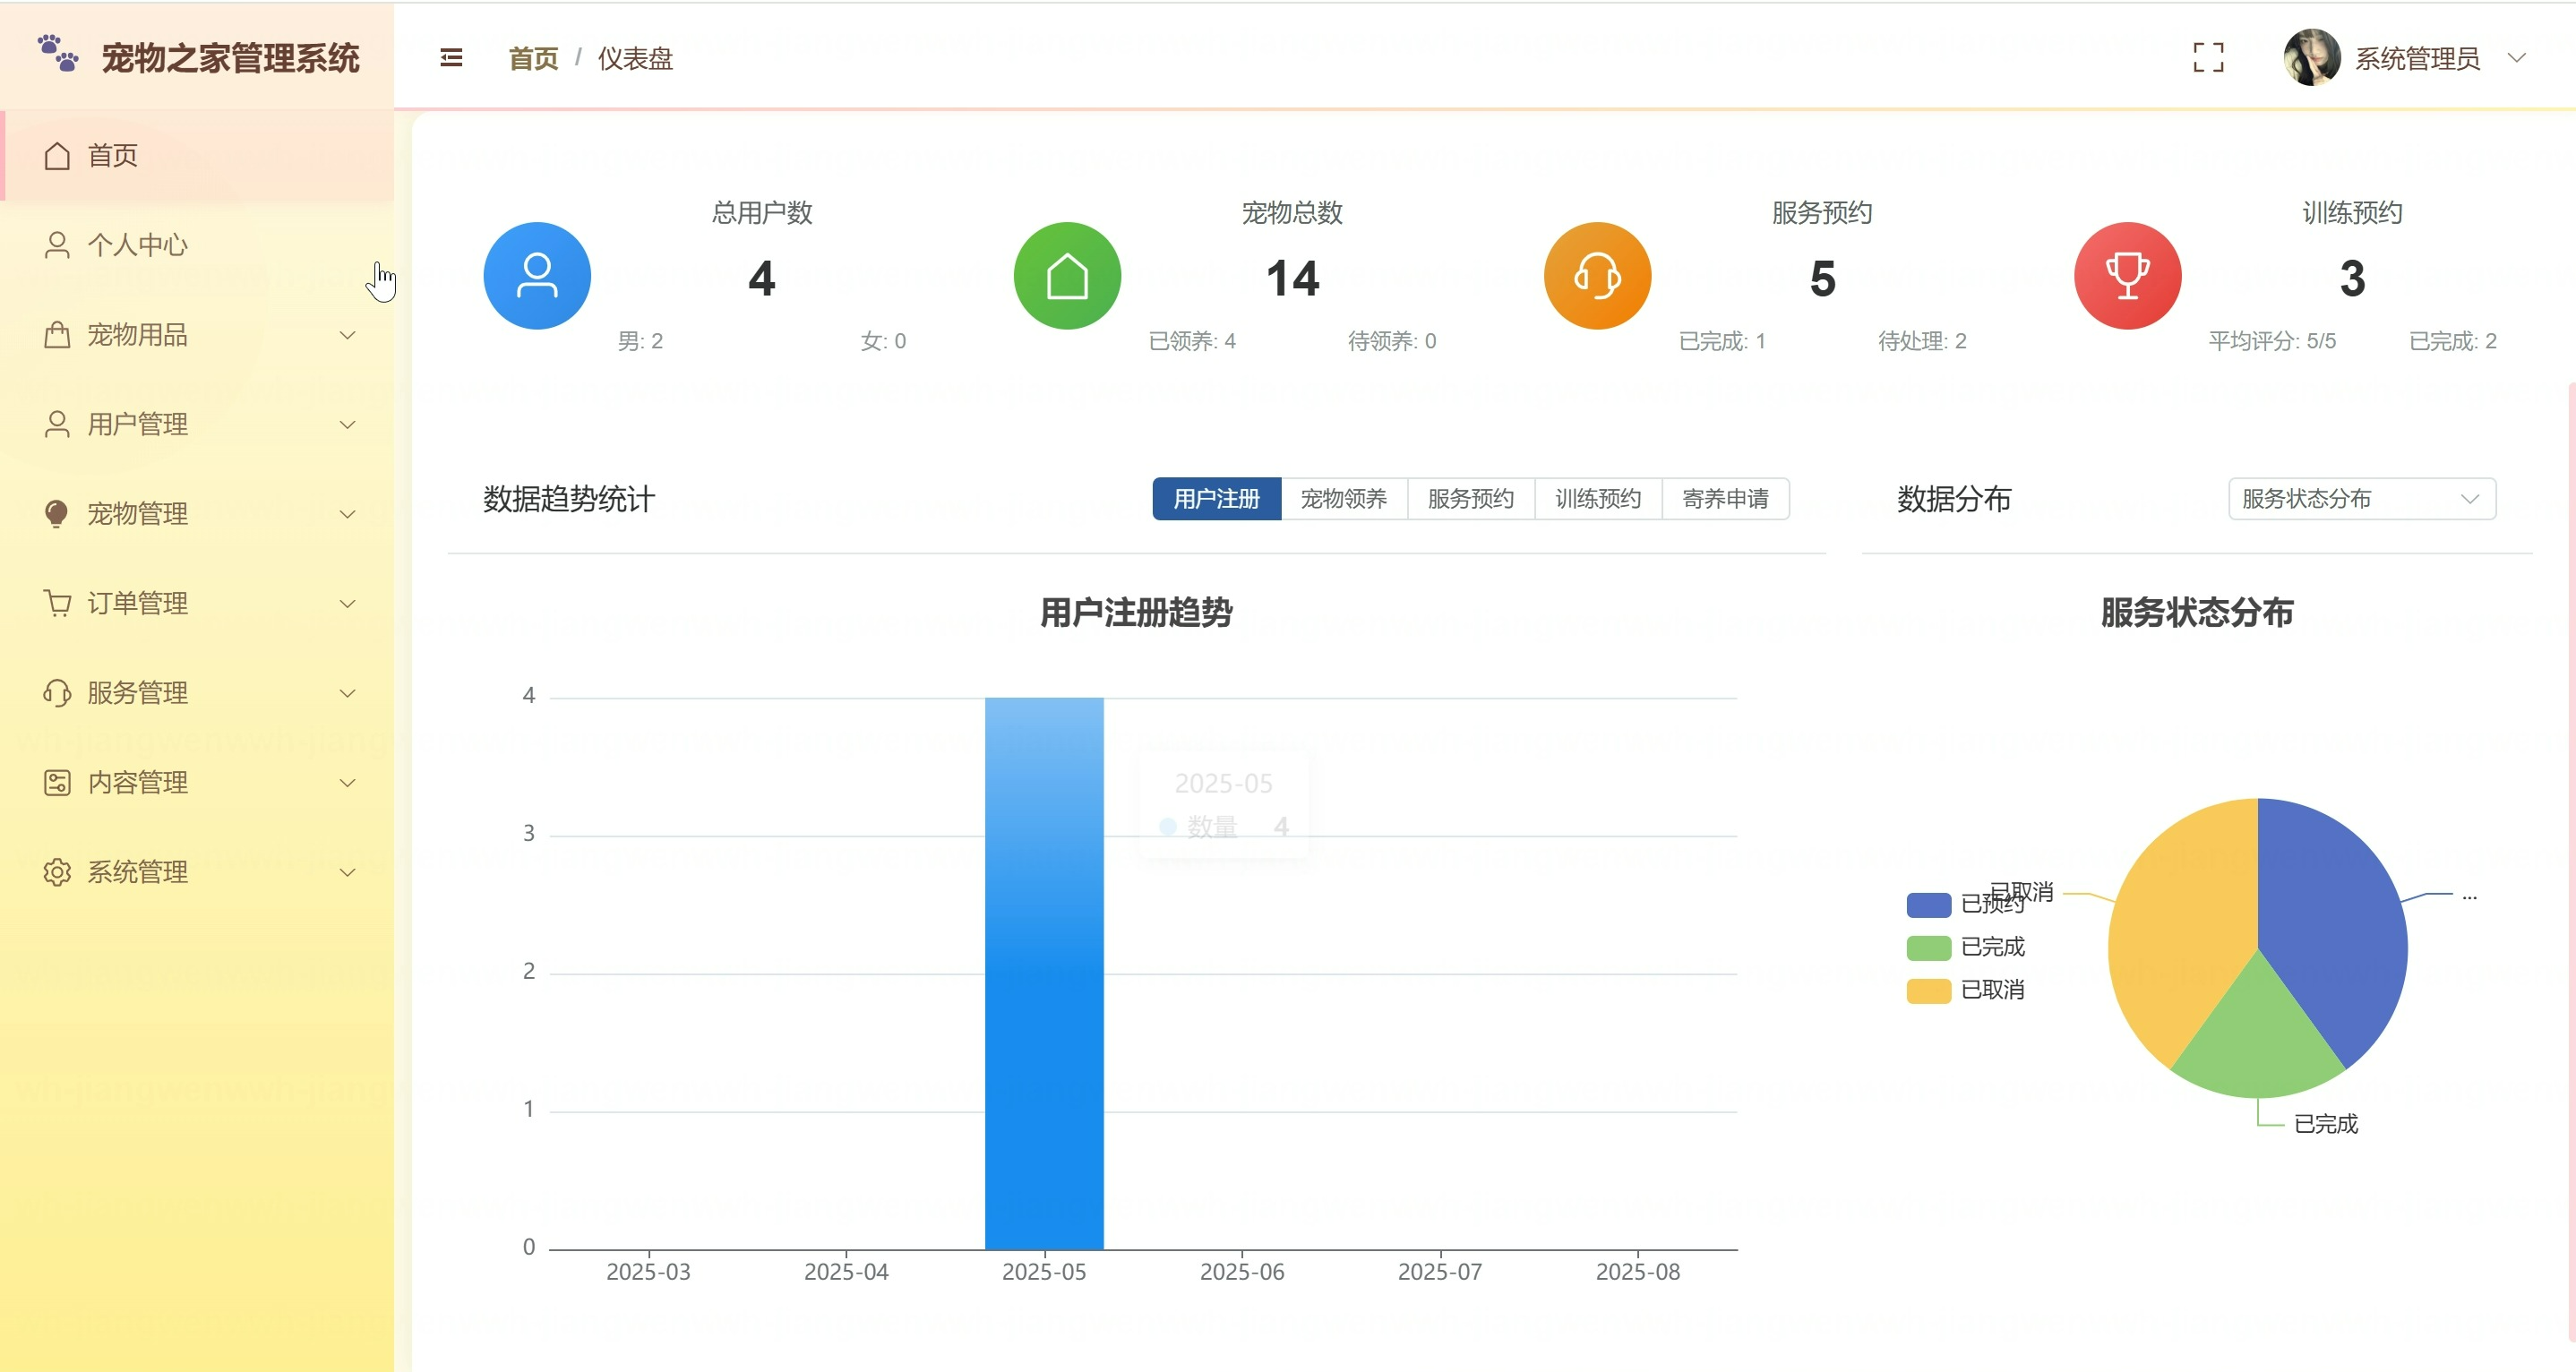 宠物之家管理系统
首页 / 仪表盘
系统管理员
首页
个人中心
宠物用品
用户管理
宠物管理
订单管理
服务管理
内容管理
系统管理
总用户数
4
男: 2
女: 0
宠物总数
14
已领养: 4
待领养: 0
服务预约
5
已完成: 1
待处理: 2
训练预约
3
平均评分: 5/5
已完成: 2
数据趋势统计
用户注册
宠物领养
服务预约
训练预约
寄养申请
数据分布
服务状态分布
用户注册趋势
4
3
2
1
0
2025-05
数量 4
2025-03
2025-04
2025-05
2025-06
2025-07
2025-08
服务状态分布
已预约
已完成
已取消
已取消
...
已完成